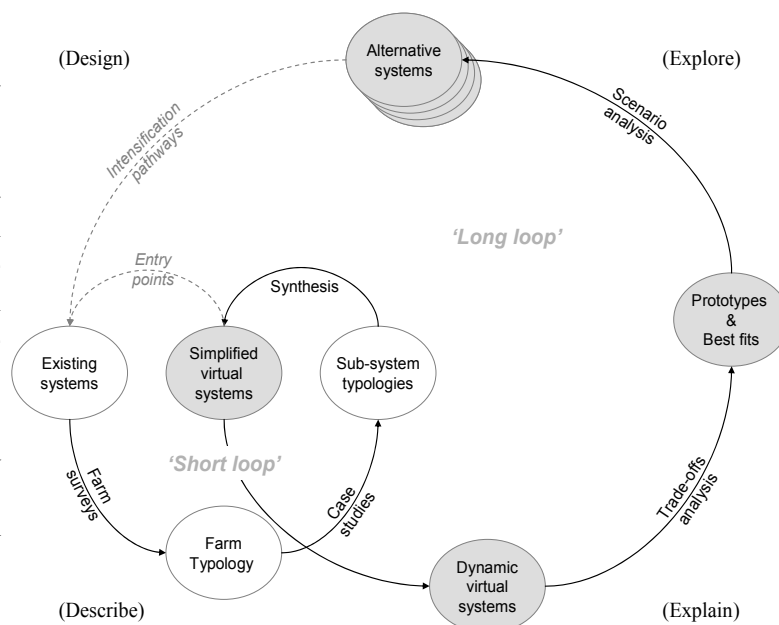 (Design)
Alternative
systems
(Explore)
Scenario
analysis
Intensification
pathways
'Long loop'
Entry
points
Synthesis
Prototypes
&
Best fits
Existing
systems
Simplified
virtual
systems
Sub-system
typologies
'Short loop'
Farm
surveys
Case
studies
Trade-offs
analysis
Farm
Typology
Dynamic
virtual
systems
(Describe)
(Explain)